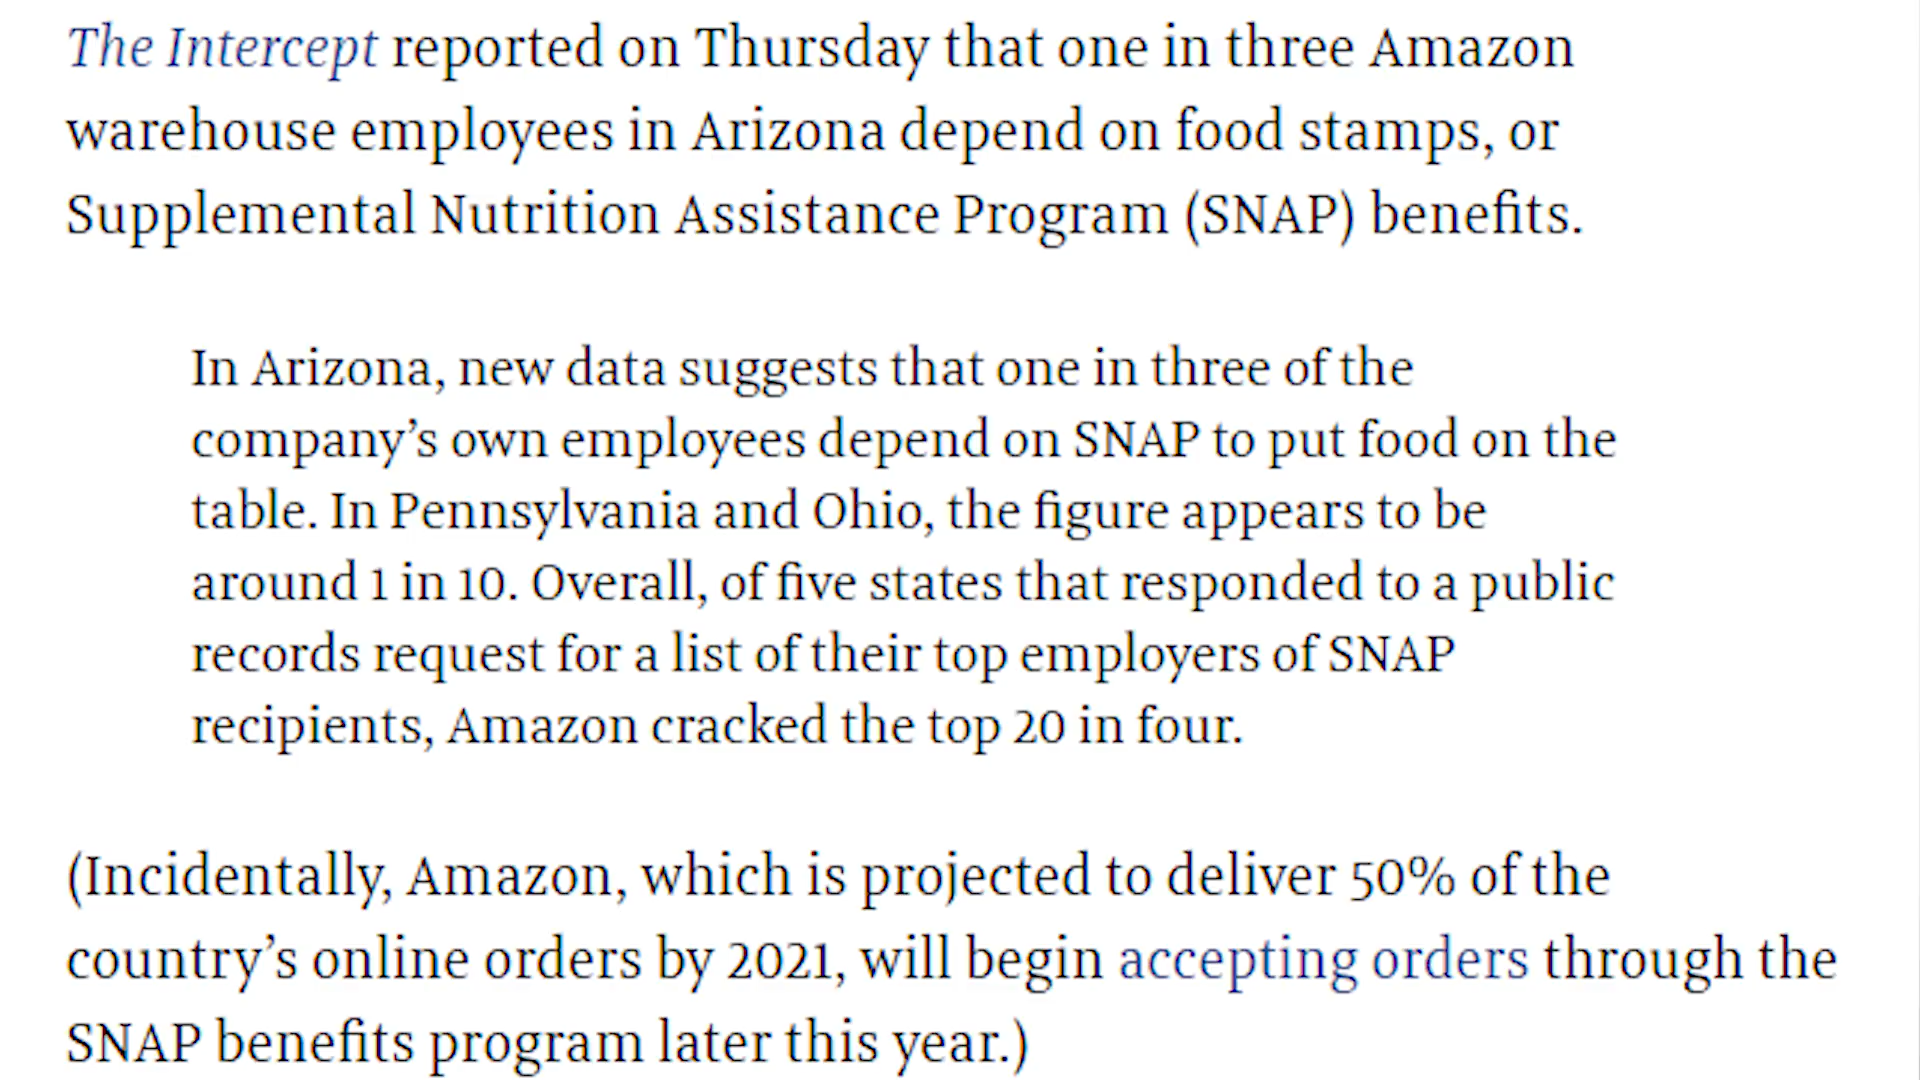 The Intercept reported on Thursday that one in three Amazon
warehouse employees in Arizona depend on food stamps, or
Supplemental Nutrition Assistance Program (SNAP) benefits.
In Arizona, new data suggests that one in three of the
company’s own employees depend on SNAP to put food on the
table. In Pennsylvania and Ohio, the figure appears to be
around 1 in 10. Overall, of five states that responded to a public
records request for a list of their top employers of SNAP
recipients, Amazon cracked the top 20 in four.
(Incidentally, Amazon, which is projected to deliver 50% of the
country’s online orders by 2021, will begin accepting orders through the
SNAP benefits program later this year.)